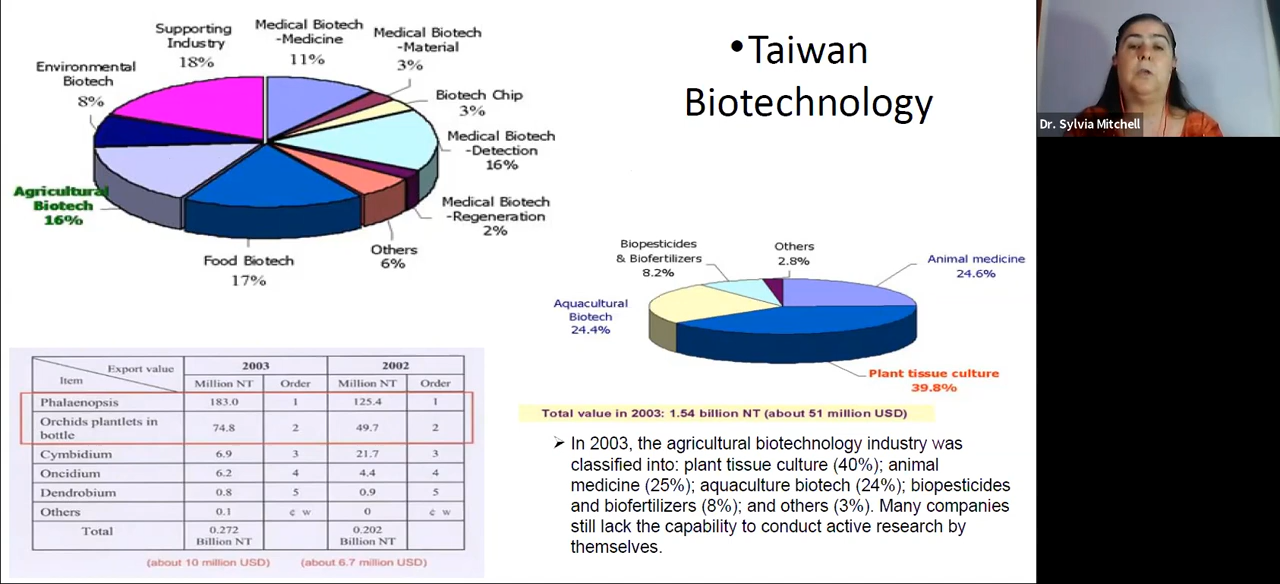 Supporting
Industry
18%
Medical Biotech
-Medicine
11%
Medical Biotech
-Material
3%
Environmental
Biotech
8%
Biotech Chip
3%
Medical Biotech
-Detection
16%
Agricultural
Biotech
16%
Medical Biotech
-Regeneration
2%
Others
6%
Food Biotech
17%
•Taiwan
Biotechnology
Dr. Sylvia Mitchell
Biopesticides
& Biofertilizers
8.2%
Others
2.8%
Animal medicine
24.6%
Aquacultural
Biotech
24.4%
Plant tissue culture
39.8%
Export value 2003 2002
Item Million NT Order Million NT Order
Phalaenopsis 183.0 1 125.4 1
Orchids plantlets in
bottle 74.8 2 49.7 2
Cymbidium 6.9 3 21.7 3
Oncidium 6.2 4 4.4 4
Dendrobium 0.8 5 0.9 5
Others 0.1 ¢ w 0 ¢ w
Total 0.272 0.202
Billion NT Billion NT
(about 10 million USD) (about 6.7 million USD)
Total value in 2003: 1.54 billion NT (about 51 million USD)
➢ In 2003, the agricultural biotechnology industry was
classified into: plant tissue culture (40%); animal
medicine (25%); aquaculture biotech (24%); biopesticides
and biofertilizers (8%); and others (3%). Many companies
still lack the capability to conduct active research by
themselves.